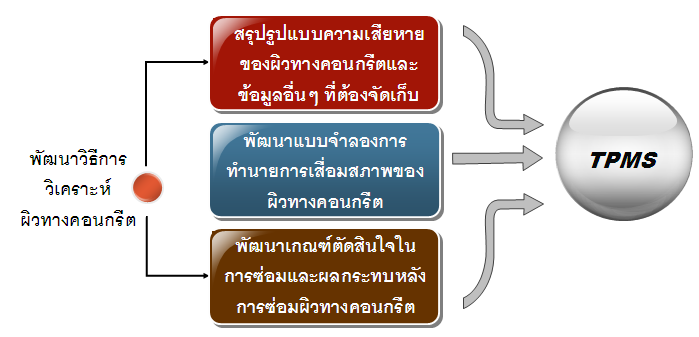 พัฒนาวิธีการ
วิเคราะห์
ผิวทางคอนกรีต
สรุปรูปแบบความเสียหาย
ของผิวทางคอนกรีตและ
ข้อมูลอื่นๆ ที่ต้องจัดเก็บ
พัฒนาแบบจำลองการ
ทำนายการเสื่อมสภาพของ
ผิวทางคอนกรีต
พัฒนาเกณฑ์ตัดสินใจใน
การซ่อมและผลกระทบหลัง
การซ่อมผิวทางคอนกรีต
TPMS